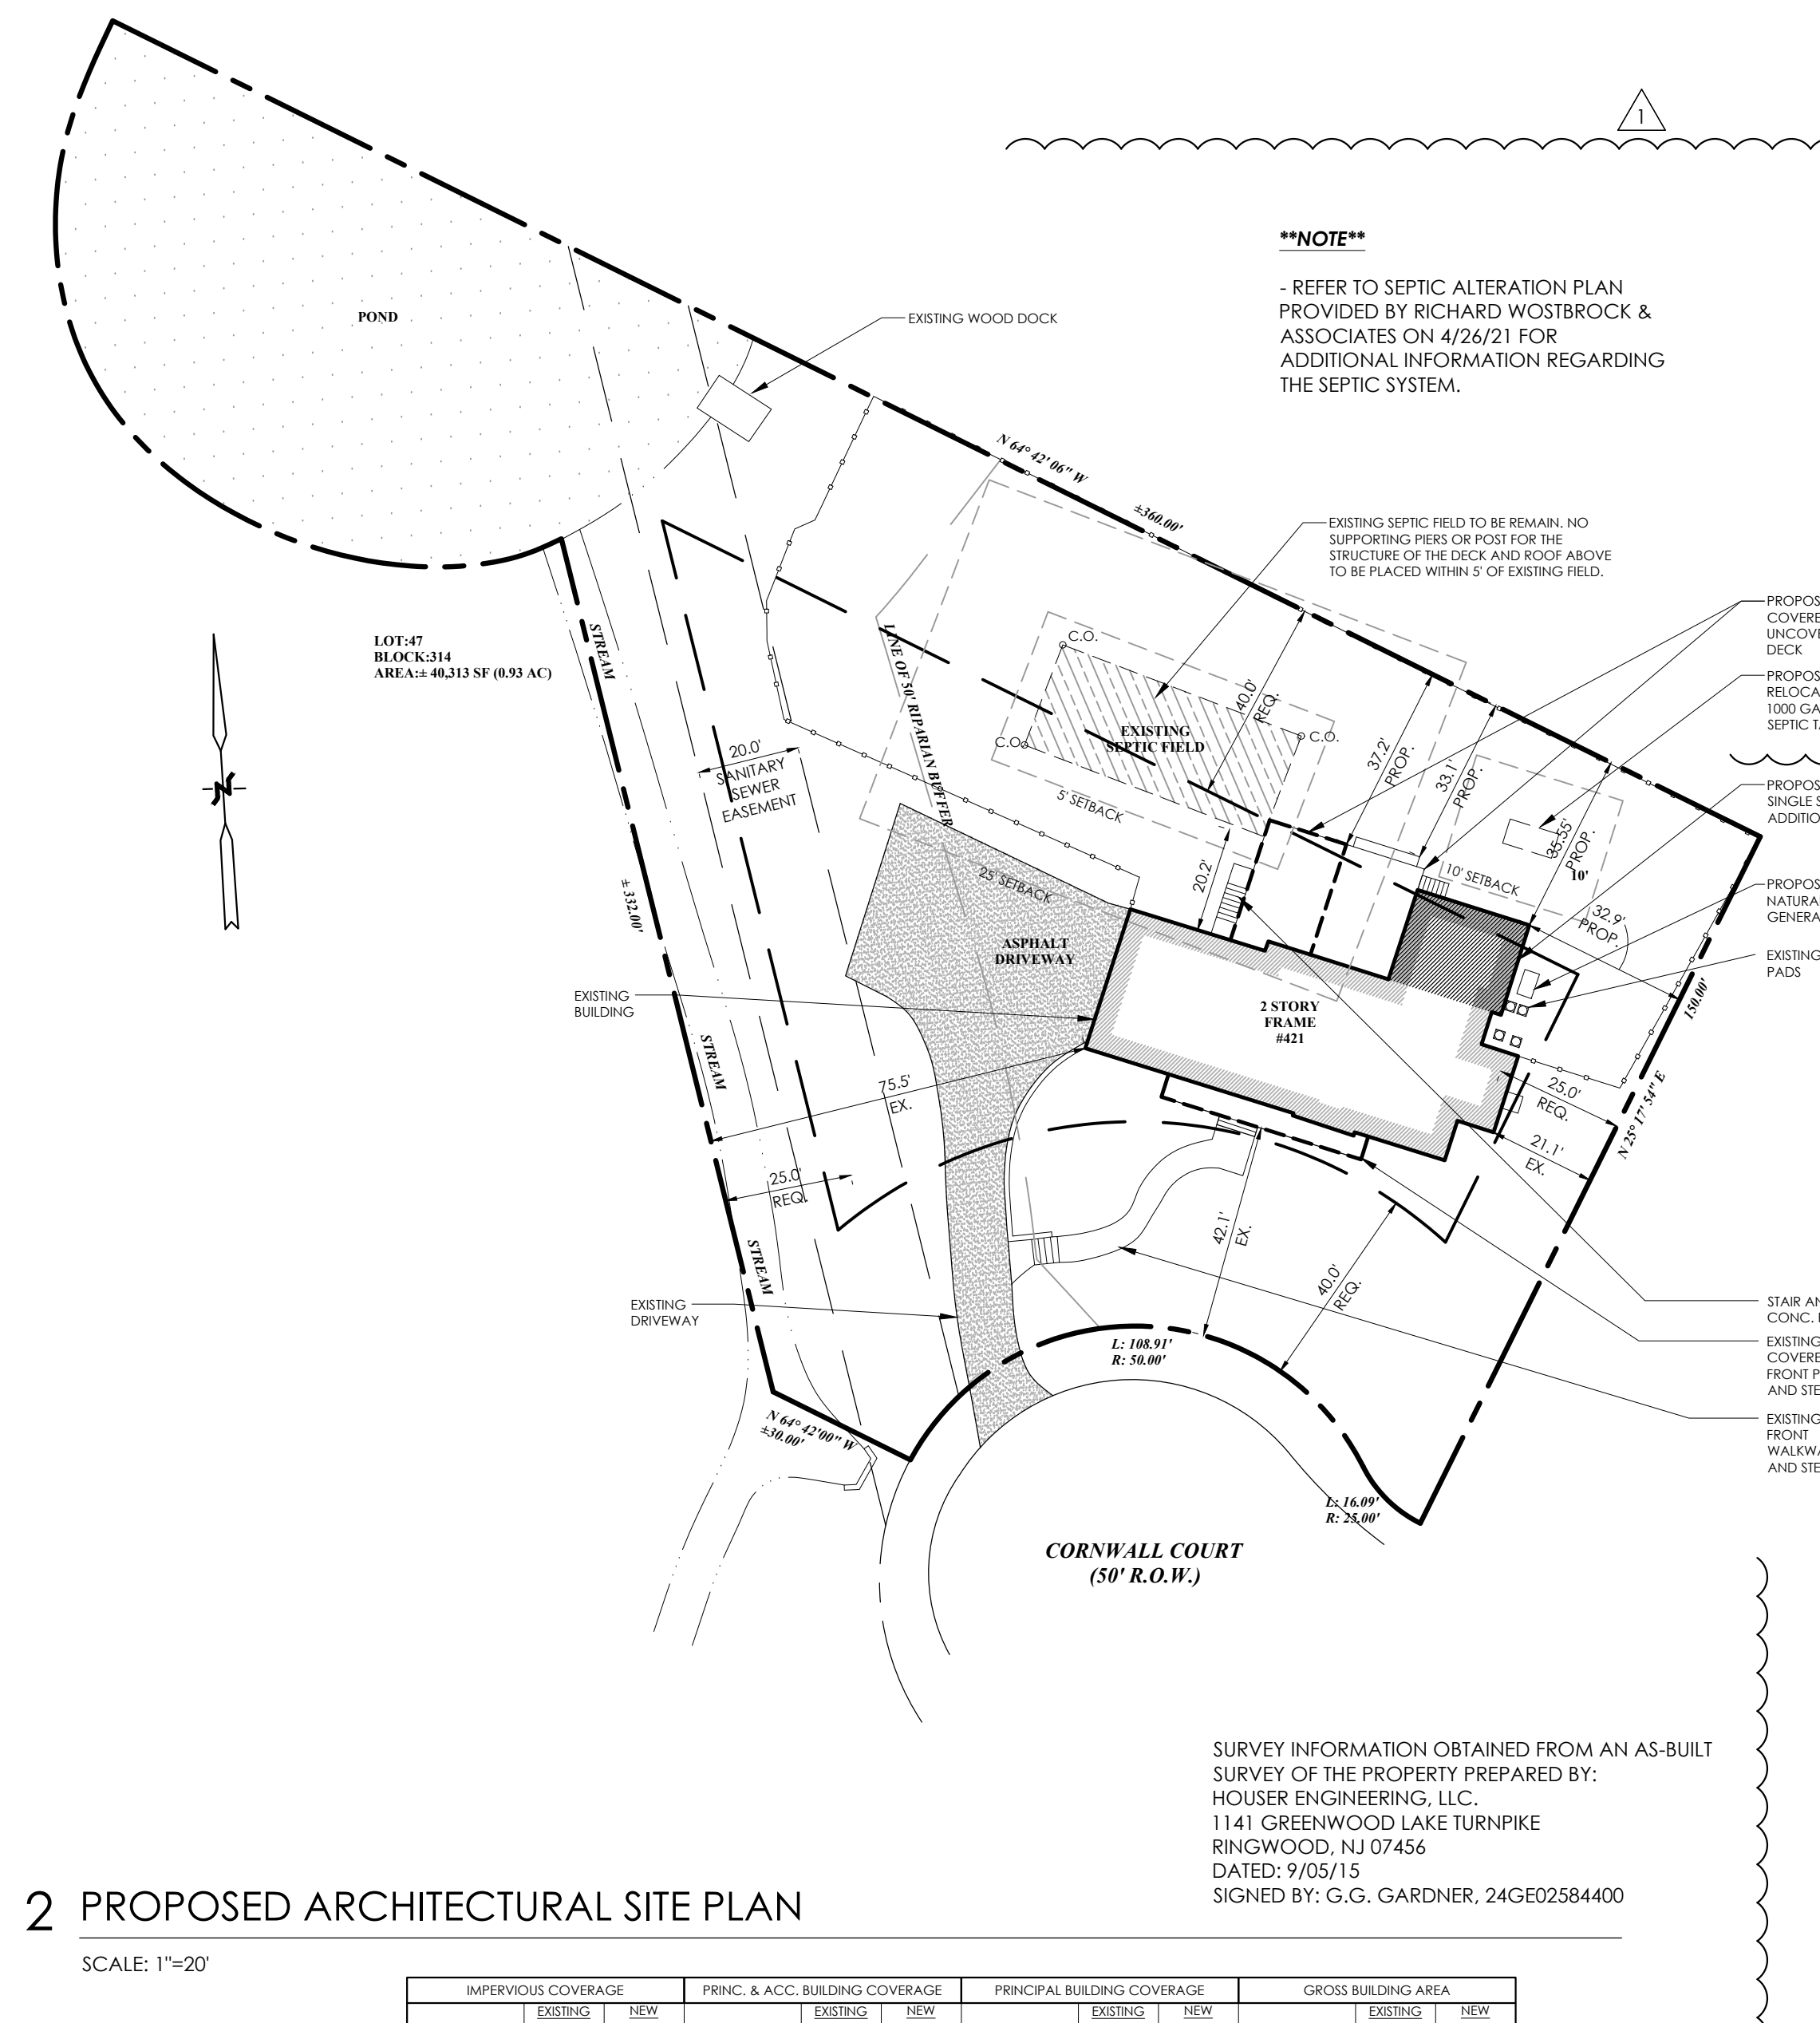 1
**NOTE**
- REFER TO SEPTIC ALTERATION PLAN
PROVIDED BY RICHARD WOSTBROCK &
ASSOCIATES ON 4/26/21 FOR
ADDITIONAL INFORMATION REGARDING
THE SEPTIC SYSTEM.
POND
EXISTING WOOD DOCK
N 64° 42' 06" W
±360.00'
EXISTING SEPTIC FIELD TO BE REMAIN. NO
SUPPORTING PIERS OR POST FOR THE
STRUCTURE OF THE DECK AND ROOF ABOVE
TO BE PLACED WITHIN 5' OF EXISTING FIELD.
LOT:47
BLOCK:314
AREA:± 40,313 SF (0.93 AC)
N
STREAM
LINE OF 50' RIPARIAN BUFFER
C.O.
C.O.
C.O.
EXISTING
SEPTIC FIELD
40.0'
REQ.
37.2'
PROP.
33.1'
PROP.
35.55'
PROP.
10'
10' SETBACK
32.9'
PROP.
5' SETBACK
20.2'
25' SETBACK
20.0'
SANITARY
SEWER
EASEMENT
± 332.00'
ASPHALT
DRIVEWAY
EXISTING
BUILDING
2 STORY
FRAME
#421
150.00'
N 25° 17' 54" E
STREAM
75.5'
EX.
25.0'
REQ.
21.1'
EX.
25.0'
REQ.
42.1'
EX.
40.0'
REQ.
STREAM
EXISTING
DRIVEWAY
L: 108.91'
R: 50.00'
N 64° 42'00" W
±30.00'
L: 16.09'
R: 25.00'
CORNWALL COURT
(50' R.O.W.)
DECK
1000
EXISTING
PADS
STAIR
CONC.
EXISTING
FRONT
AND
EXISTING
FRONT
AND
SURVEY INFORMATION OBTAINED FROM AN AS-BUILT
SURVEY OF THE PROPERTY PREPARED BY:
HOUSER ENGINEERING, LLC.
1141 GREENWOOD LAKE TURNPIKE
RINGWOOD, NJ 07456
DATED: 9/05/15
SIGNED BY: G.G. GARDNER, 24GE02584400
2 PROPOSED ARCHITECTURAL SITE PLAN
SCALE: 1"=20'
IMPERVIOUS COVERAGE PRINC. & ACC. BUILDING COVERAGE PRINCIPAL BUILDING COVERAGE GROSS BUILDING AREA
EXISTING NEW EXISTING NEW EXISTING NEW EXISTING NEW